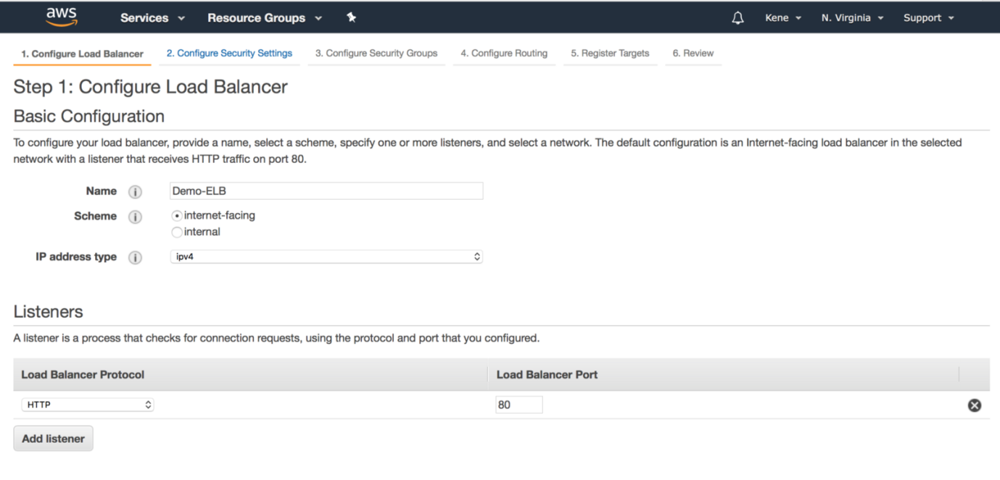 aws Services Resource Groups Kene N. Virginia Support
1. Configure Load Balancer 2. Configure Security Settings 3. Configure Security Groups 4. Configure Routing 5. Register Targets 6. Review
Step 1: Configure Load Balancer
Basic Configuration
To configure your load balancer, provide a name, select a scheme, specify one or more listeners, and select a network. The default configuration is an Internet-facing load balancer in the selected
network with a listener that receives HTTP traffic on port 80.
Name i Demo-ELB
Scheme i internet-facing
internal
IP address type i ipv4
Listeners
A listener is a process that checks for connection requests, using the protocol and port that you configured.
Load Balancer Protocol Load Balancer Port
HTTP 80
Add listener